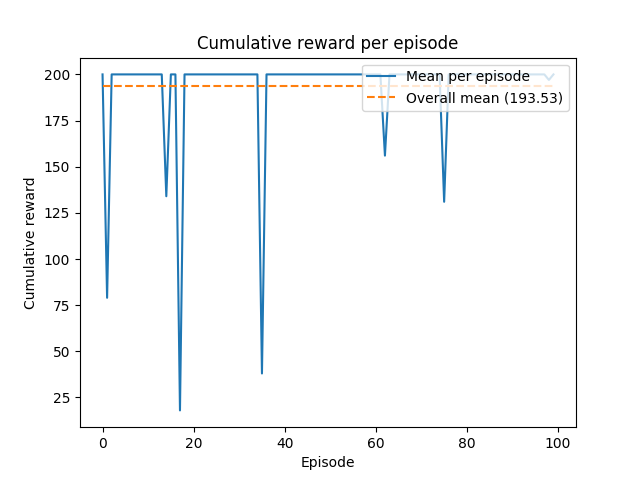 Cumulative reward per episode
Mean per episode
Overall mean (193.53)
Cumulative reward
200
175
150
125
100
75
50
25
0 20 40 60 80 100
Episode